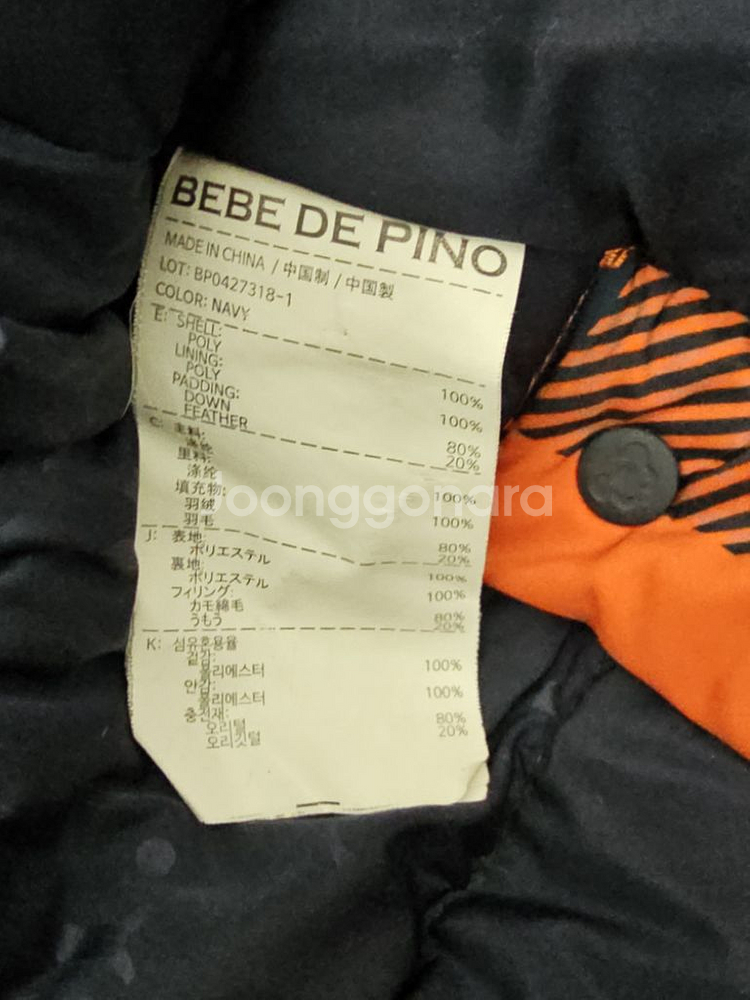 BEBE DE PINO
MADE IN CHINA / 中国制 / 中国製
LOT: BP0427318-1
COLOR: NAVY
E: SHELL:
POLY 100%
LINING:
POLY 100%
PADDING:
DOWN 80%
FEATHER 20%
C: 主料:
涤纶 100%
里料:
涤纶 100%
填充物:
羽绒 80%
羽毛 20%
J: 表地:
ポリエステル 100%
裏地:
ポリエステル 100%
フィリング:
カモ綿毛 80%
うもう 20%
K: 섬유호용율
겉감:
폴리에스터 100%
안감:
폴리에스터 100%
충전재:
오리털 80%
오리깃털 20%
Joonggonara